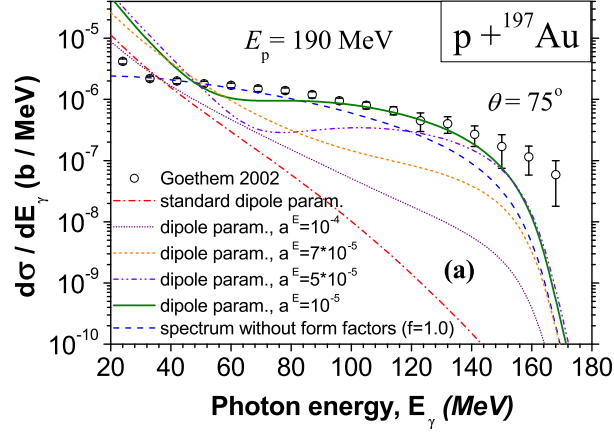 E_p = 190 MeV
p + ^197Au
θ = 75°
10^-5
10^-6
10^-7
10^-8
10^-9
10^-10
dσ / dE_γ (b / MeV)
Goethem 2002
standard dipole param.
dipole param., a^E=10^-4
dipole param., a^E=7*10^-5
dipole param., a^E=5*10^-5
dipole param., a^E=10^-5
spectrum without form factors (f=1.0)
(a)
20 40 60 80 100 120 140 160 180
Photon energy, E_γ (MeV)